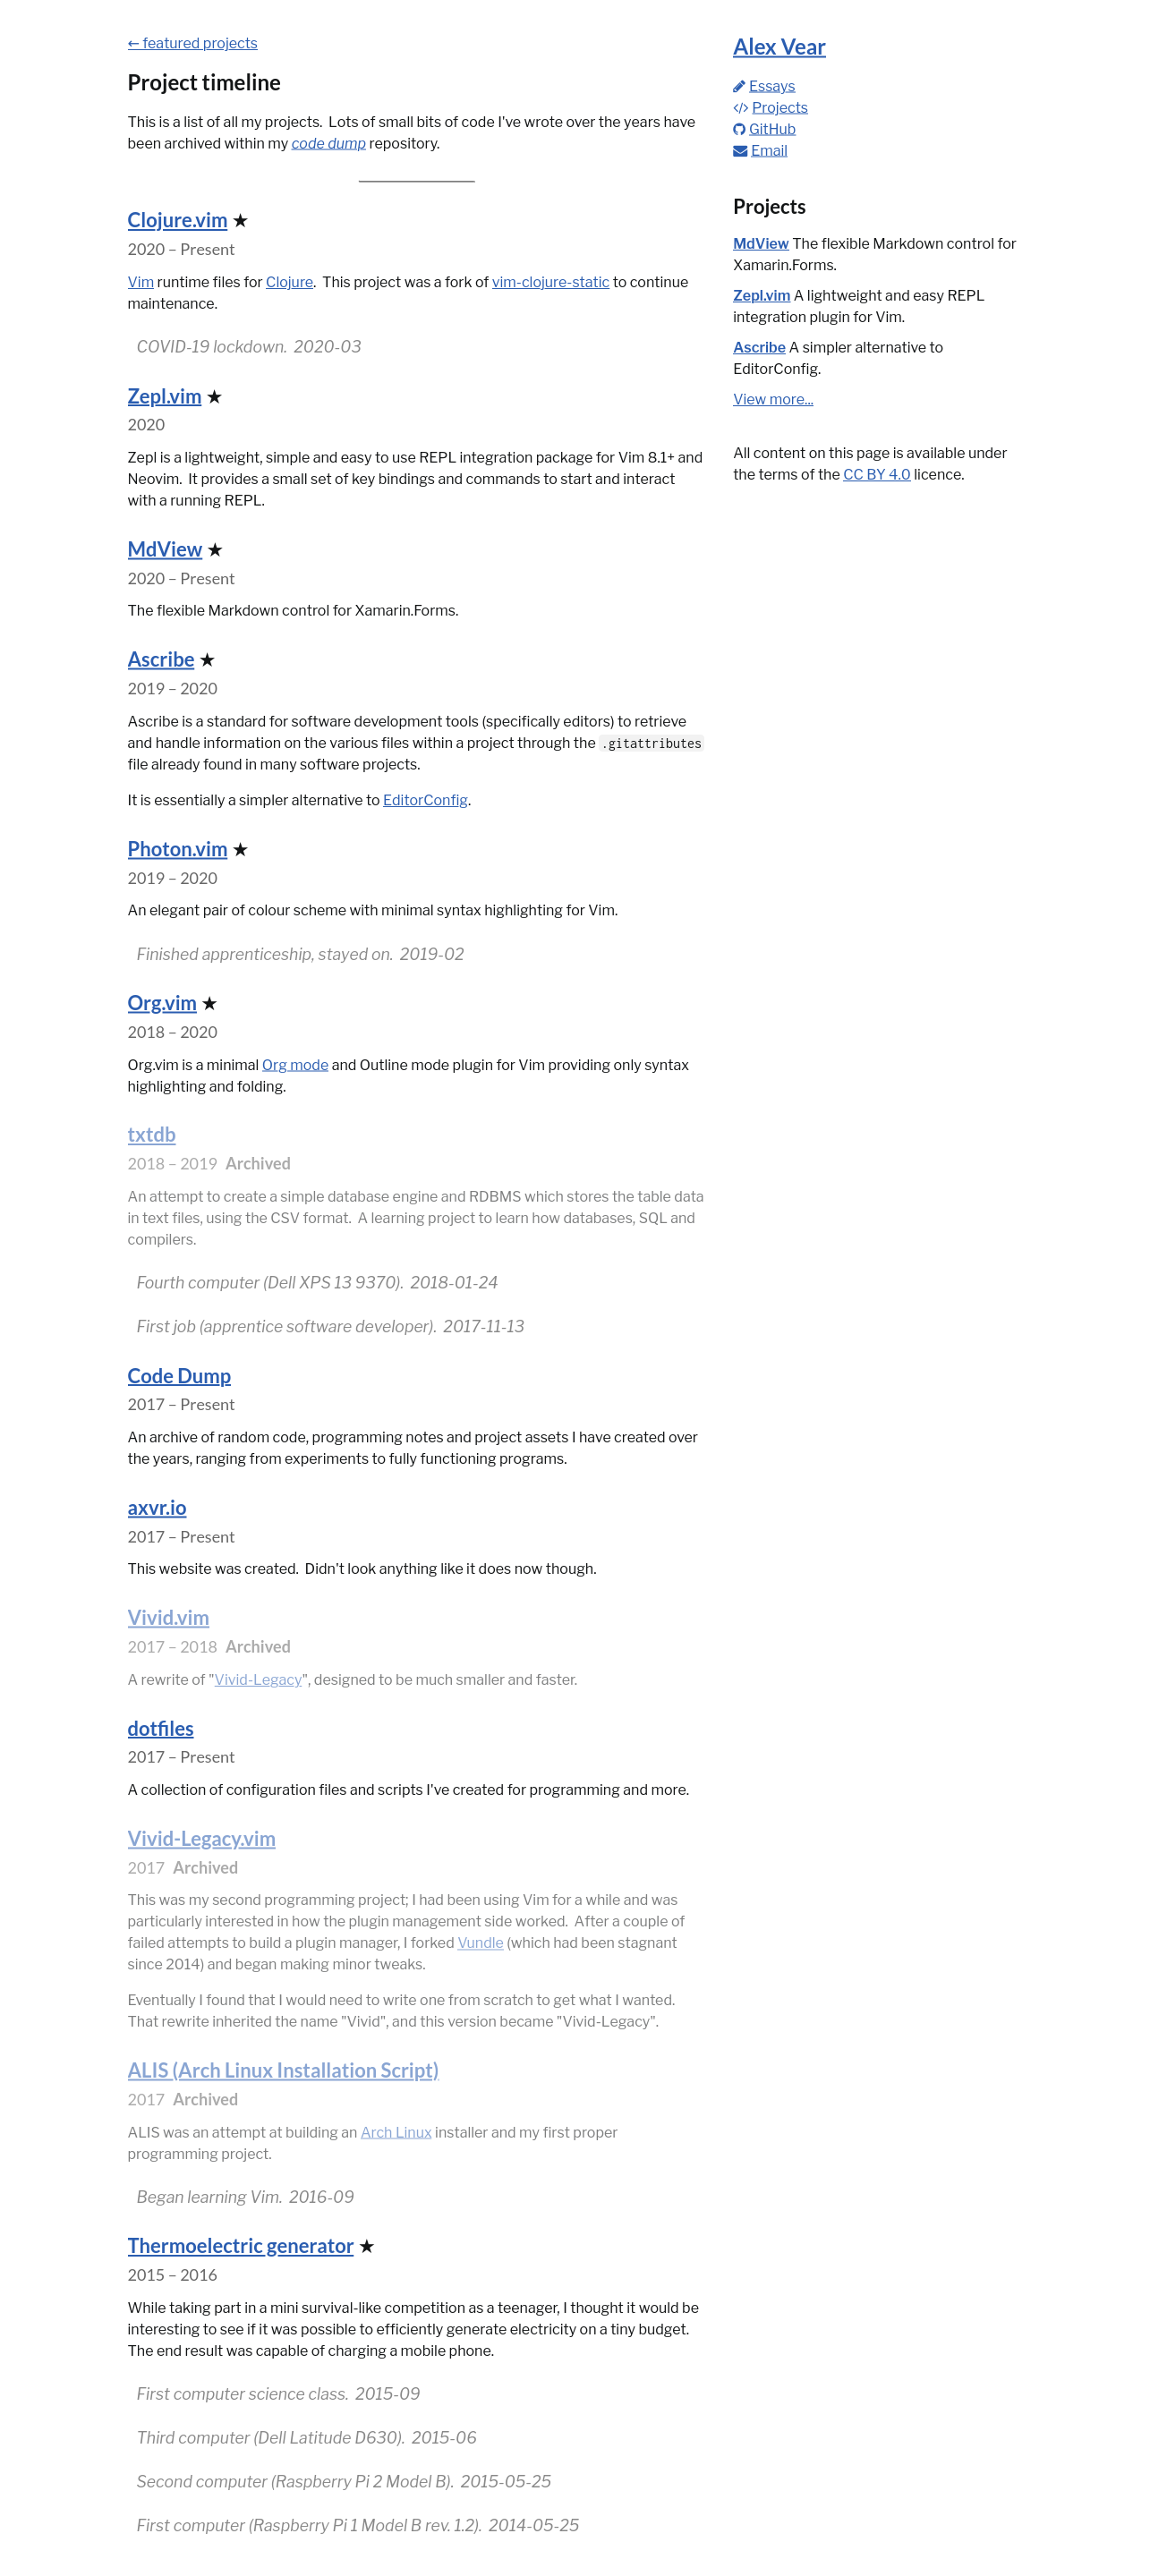 ← featured projects
Project timeline
This is a list of all my projects.  Lots of small bits of code I've wrote over the years have
been archived within my code dump repository.
Clojure.vim ★
2020 – Present
Vim runtime files for Clojure.  This project was a fork of vim-clojure-static to continue
maintenance.
COVID-19 lockdown.  2020-03
Zepl.vim ★
2020
Zepl is a lightweight, simple and easy to use REPL integration package for Vim 8.1+ and
Neovim.  It provides a small set of key bindings and commands to start and interact
with a running REPL.
MdView ★
2020 – Present
The flexible Markdown control for Xamarin.Forms.
Ascribe ★
2019 – 2020
Ascribe is a standard for software development tools (specifically editors) to retrieve
and handle information on the various files within a project through the .gitattributes
file already found in many software projects.
It is essentially a simpler alternative to EditorConfig.
Photon.vim ★
2019 – 2020
An elegant pair of colour scheme with minimal syntax highlighting for Vim.
Finished apprenticeship, stayed on.  2019-02
Org.vim ★
2018 – 2020
Org.vim is a minimal Org mode and Outline mode plugin for Vim providing only syntax
highlighting and folding.
txtdb
2018 – 2019  Archived
An attempt to create a simple database engine and RDBMS which stores the table data
in text files, using the CSV format.  A learning project to learn how databases, SQL and
compilers.
Fourth computer (Dell XPS 13 9370).  2018-01-24
First job (apprentice software developer).  2017-11-13
Code Dump
2017 – Present
An archive of random code, programming notes and project assets I have created over
the years, ranging from experiments to fully functioning programs.
axvr.io
2017 – Present
This website was created.  Didn't look anything like it does now though.
Vivid.vim
2017 – 2018  Archived
A rewrite of "Vivid-Legacy", designed to be much smaller and faster.
dotfiles
2017 – Present
A collection of configuration files and scripts I've created for programming and more.
Vivid-Legacy.vim
2017  Archived
This was my second programming project; I had been using Vim for a while and was
particularly interested in how the plugin management side worked.  After a couple of
failed attempts to build a plugin manager, I forked Vundle (which had been stagnant
since 2014) and began making minor tweaks.
Eventually I found that I would need to write one from scratch to get what I wanted.
That rewrite inherited the name "Vivid", and this version became "Vivid-Legacy".
ALIS (Arch Linux Installation Script)
2017  Archived
ALIS was an attempt at building an Arch Linux installer and my first proper
programming project.
Began learning Vim.  2016-09
Thermoelectric generator ★
2015 – 2016
While taking part in a mini survival-like competition as a teenager, I thought it would be
interesting to see if it was possible to efficiently generate electricity on a tiny budget.
The end result was capable of charging a mobile phone.
First computer science class.  2015-09
Third computer (Dell Latitude D630).  2015-06
Second computer (Raspberry Pi 2 Model B).  2015-05-25
First computer (Raspberry Pi 1 Model B rev. 1.2).  2014-05-25
Alex Vear
Essays
Projects
GitHub
Email
Projects
MdView The flexible Markdown control for
Xamarin.Forms.
Zepl.vim A lightweight and easy REPL
integration plugin for Vim.
Ascribe A simpler alternative to
EditorConfig.
View more...
All content on this page is available under
the terms of the CC BY 4.0 licence.